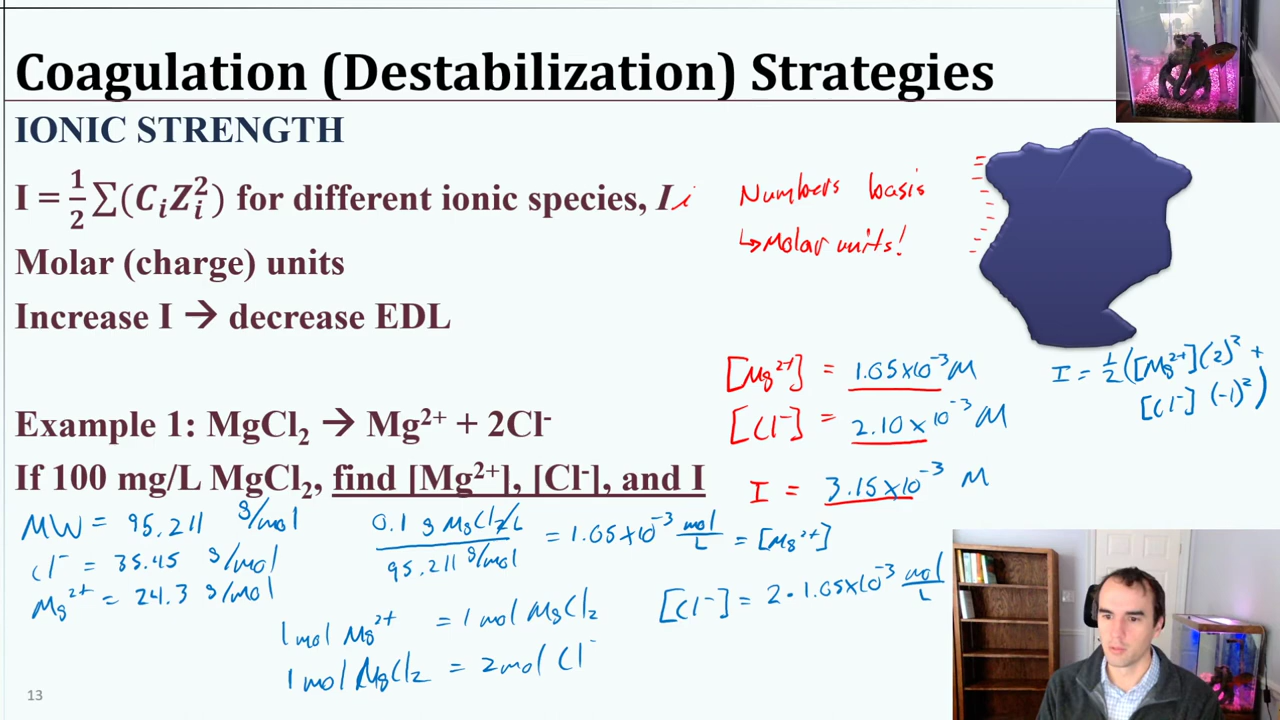 Coagulation (Destabilization) Strategies
IONIC STRENGTH
I = 1/2 ∑(CᵢZᵢ²) for different ionic species, I i
Numbers basis
↳Molar units!
Molar (charge) units
Increase I → decrease EDL
[Mg²⁺] = 1.05×10⁻³ M
I = 1/2 ([Mg²⁺](2)² +
[Cl⁻] (-1)²)
[Cl⁻] = 2.10×10⁻³ M
Example 1: MgCl₂ → Mg²⁺ + 2Cl⁻
If 100 mg/L MgCl₂, find [Mg²⁺], [Cl⁻], and I
I = 3.15×10⁻³ M
MW = 95.211 g/mol
Cl⁻ = 35.45 g/mol
Mg²⁺ = 24.3 g/mol
0.1 g MgCl₂/L / 95.211 g/mol = 1.05×10⁻³ mol/L = [Mg²⁺]
[Cl⁻] = 2·1.05×10⁻³ mol/L
1 mol Mg²⁺ = 1 mol MgCl₂
1 mol MgCl₂ = 2 mol Cl⁻
13